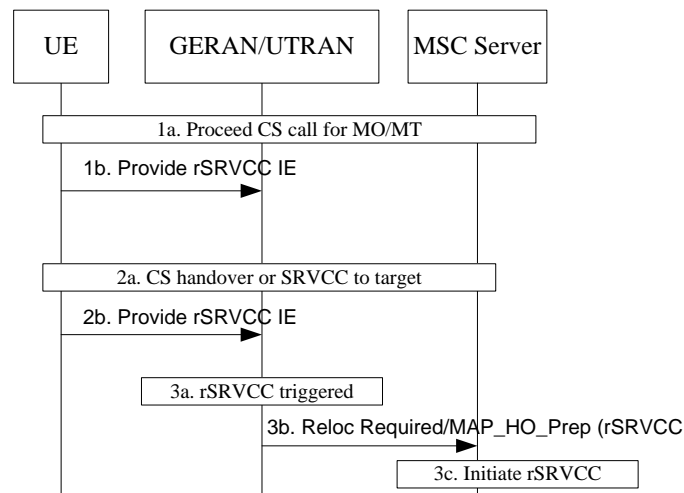 UE
GERAN/UTRAN
MSC Server
1a. Proceed CS call for MO/MT
1b. Provide rSRVCC IE
2a. CS handover or SRVCC to target
2b. Provide rSRVCC IE
3a. rSRVCC triggered
3b. Reloc Required/MAP_HO_Prep (rSRVCC
3c. Initiate rSRVCC